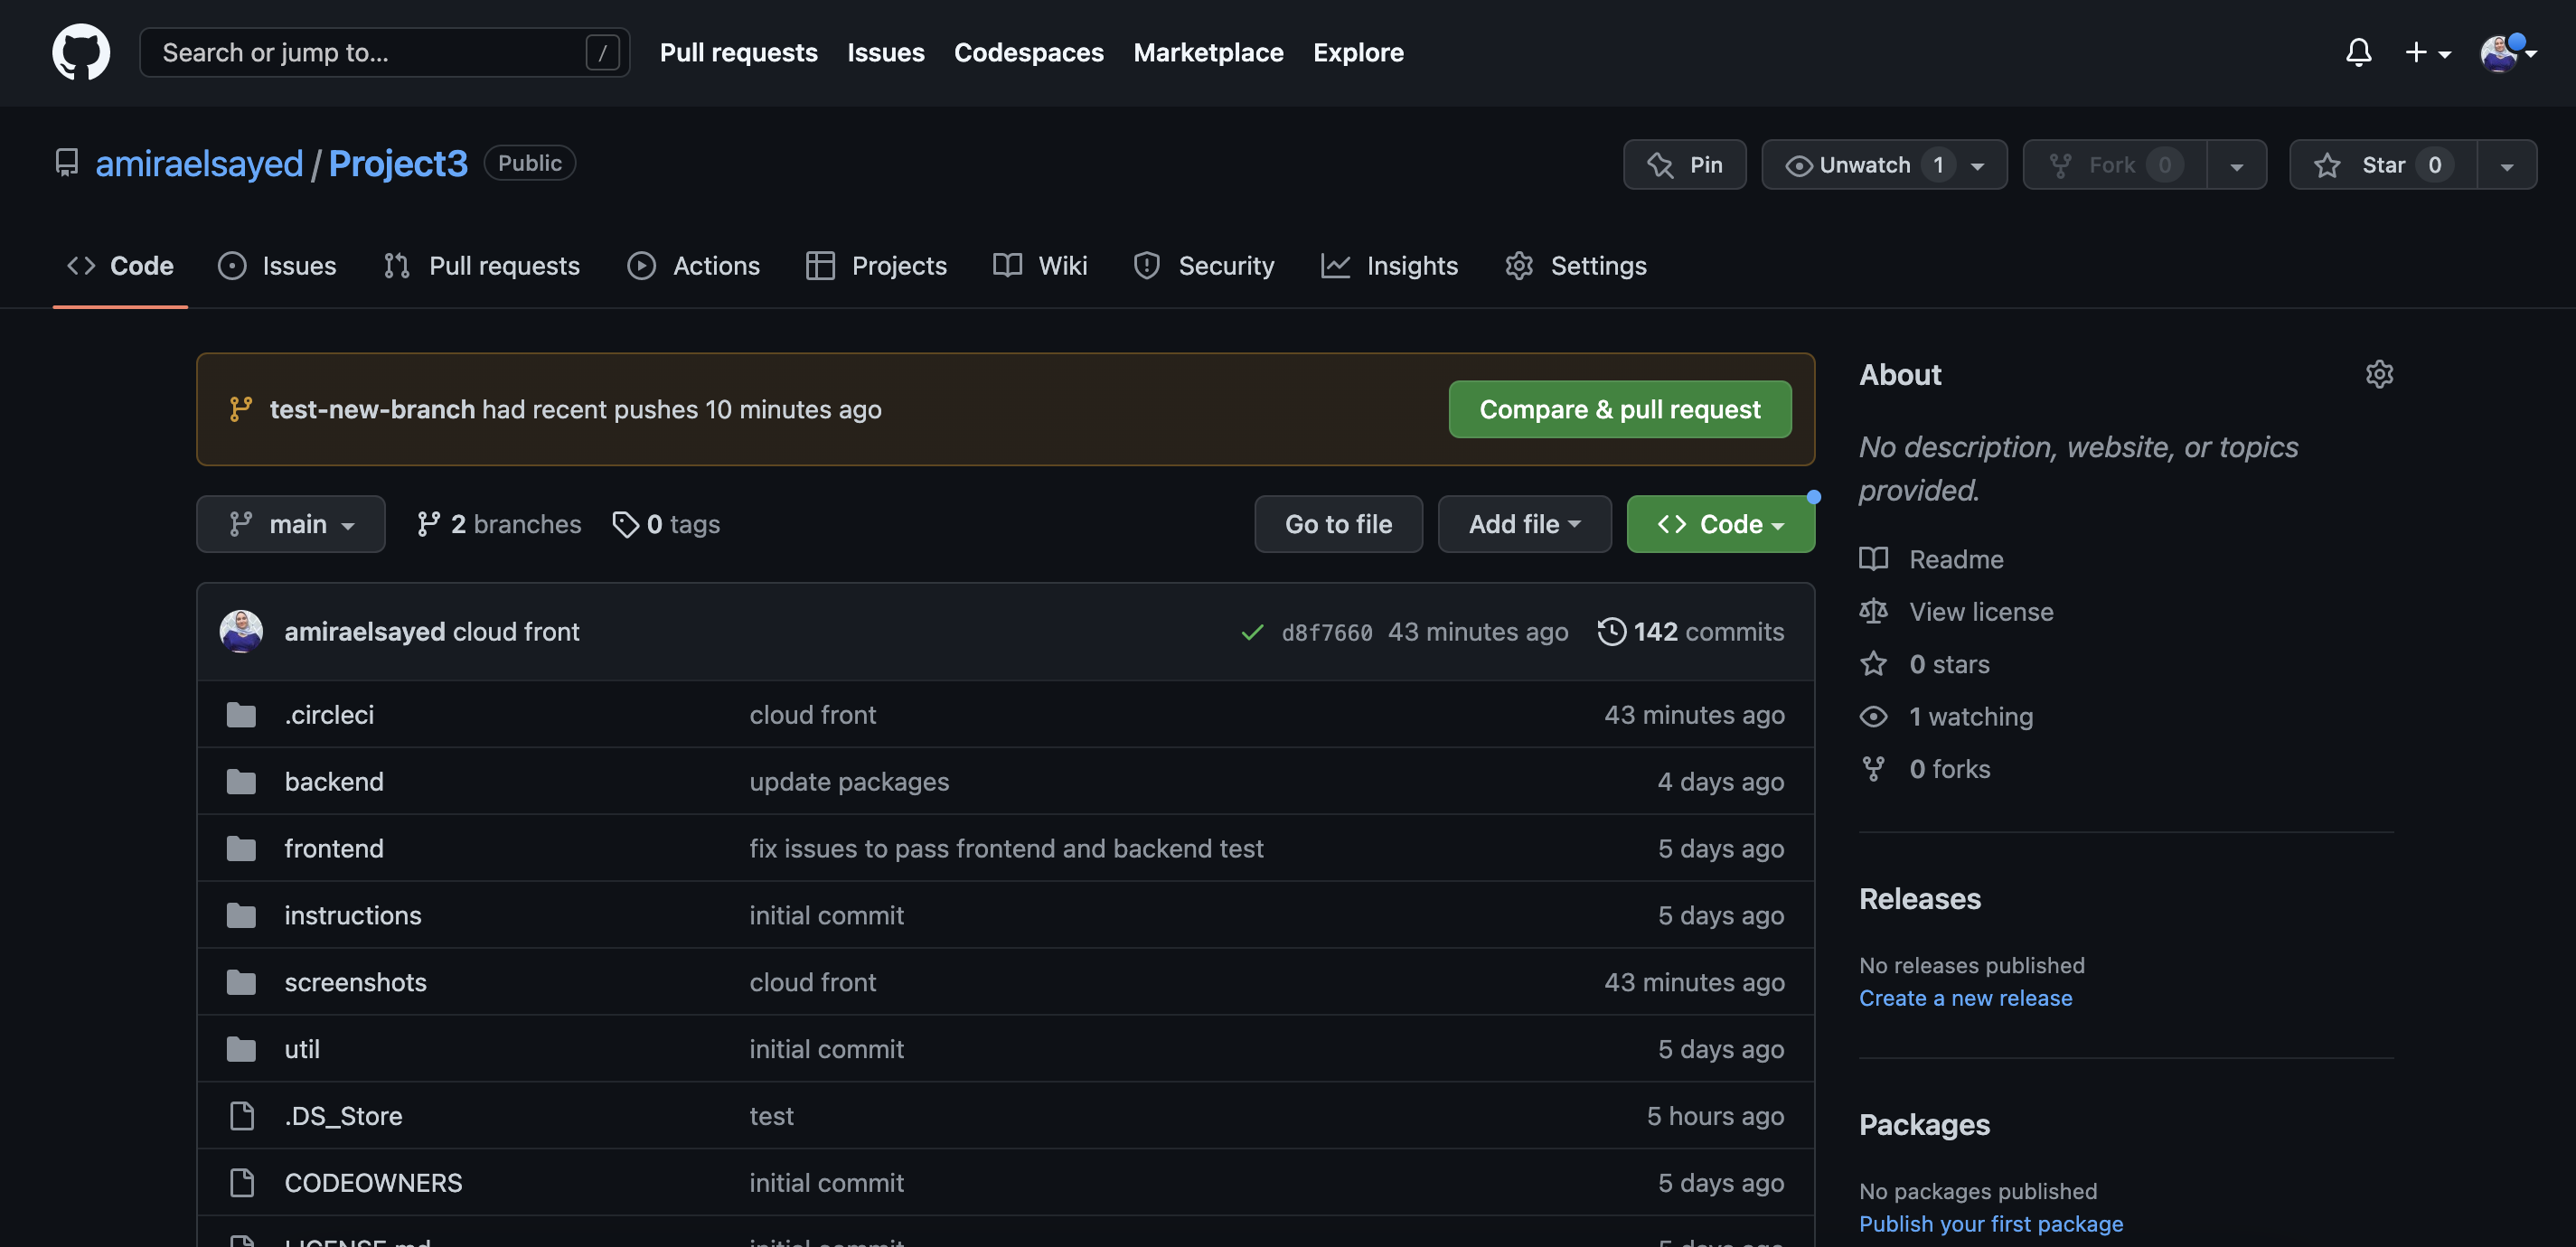 Search or jump to... /
Pull requests Issues Codespaces Marketplace Explore
amiraelsayed / Project3 Public
Pin Unwatch 1 Fork 0 Star 0
Code Issues Pull requests Actions Projects Wiki Security Insights Settings
test-new-branch had recent pushes 10 minutes ago Compare & pull request
main 2 branches 0 tags Go to file Add file Code
amiraelsayed cloud front d8f7660 43 minutes ago 142 commits
.circleci cloud front 43 minutes ago
backend update packages 4 days ago
frontend fix issues to pass frontend and backend test 5 days ago
instructions initial commit 5 days ago
screenshots cloud front 43 minutes ago
util initial commit 5 days ago
.DS_Store test 5 hours ago
CODEOWNERS initial commit 5 days ago
LICENSE.md initial commit 5 days ago
About
No description, website, or topics
provided.
Readme
View license
0 stars
1 watching
0 forks
Releases
No releases published
Create a new release
Packages
No packages published
Publish your first package